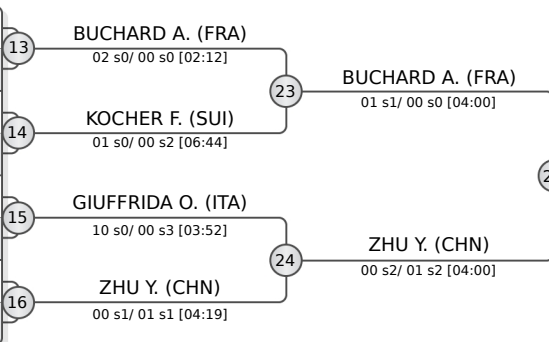 BUCHARD A. (FRA)
13
02 s0/ 00 s0 [02:12]
23
BUCHARD A. (FRA)
01 s1/ 00 s0 [04:00]
KOCHER F. (SUI)
14
01 s0/ 00 s2 [06:44]
GIUFFRIDA O. (ITA)
15
10 s0/ 00 s3 [03:52]
24
ZHU Y. (CHN)
00 s2/ 01 s2 [04:00]
ZHU Y. (CHN)
16
00 s1/ 01 s1 [04:19]